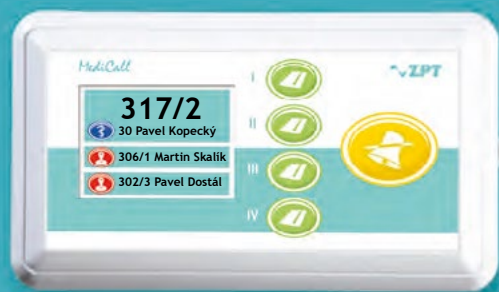 MediCall
ZPT
317/2
30 Pavel Kopecký
306/1 Martin Skalík
302/3 Pavel Dostál
I
II
III
IV